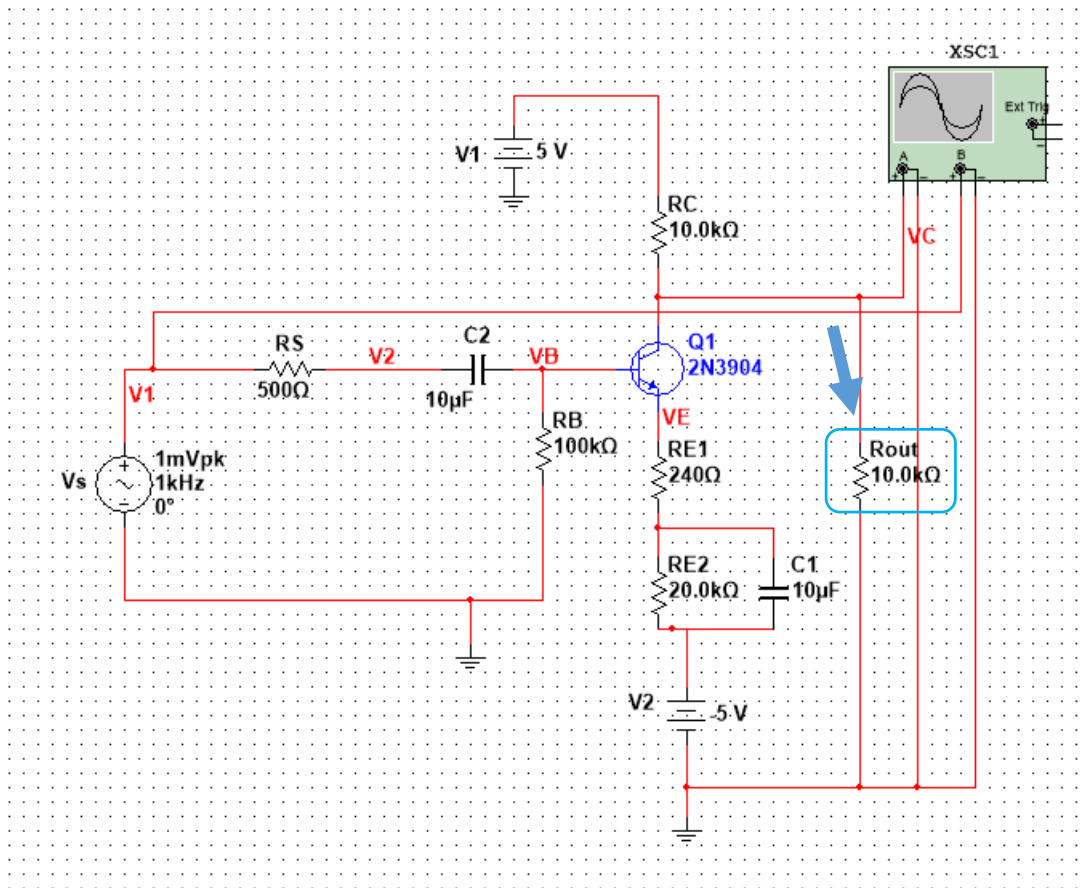 XSC1
Ext Trig
+
-
A
B
+
-
+
-
V1
5 V
RC
10.0kΩ
VC
RS
500Ω
V2
C2
10µF
VB
Q1
2N3904
V1
VE
RB
100kΩ
RE1
240Ω
Rout
10.0kΩ
Vs
+
1mVpk
1kHz
0°
RE2
20.0kΩ
C1
10µF
V2
-5 V